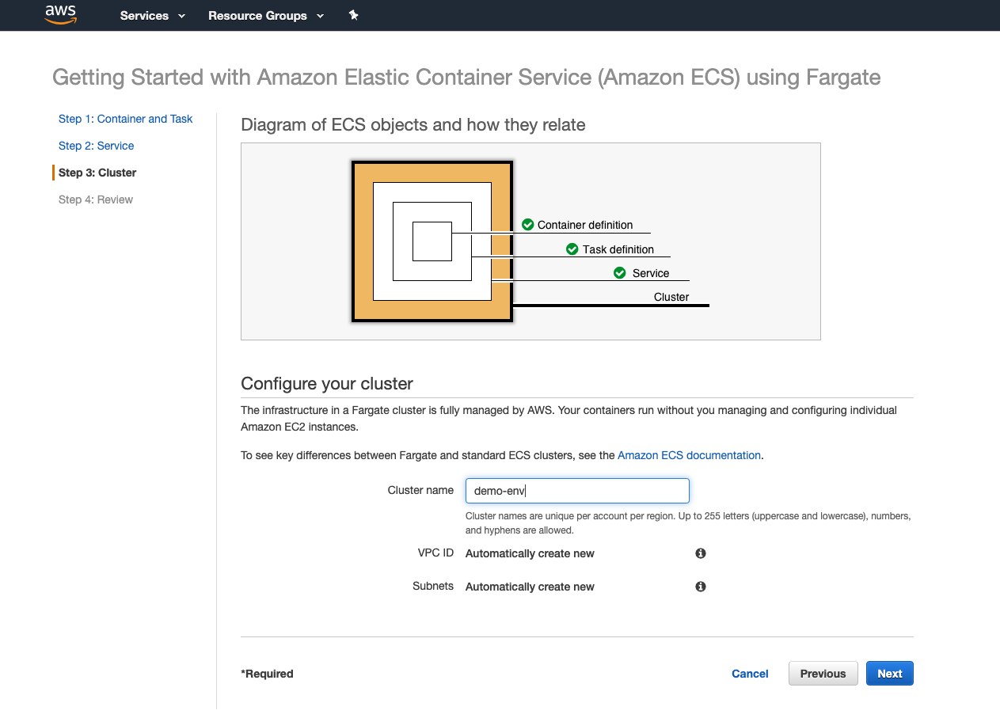 aws
Services
Resource Groups
Getting Started with Amazon Elastic Container Service (Amazon ECS) using Fargate
Step 1: Container and Task
Step 2: Service
Step 3: Cluster
Step 4: Review
Diagram of ECS objects and how they relate
Container definition
Task definition
Service
Cluster
Configure your cluster
The infrastructure in a Fargate cluster is fully managed by AWS. Your containers run without you managing and configuring individual
Amazon EC2 instances.
To see key differences between Fargate and standard ECS clusters, see the Amazon ECS documentation.
Cluster name demo-env
Cluster names are unique per account per region. Up to 255 letters (uppercase and lowercase), numbers,
and hyphens are allowed.
VPC ID Automatically create new
Subnets Automatically create new
*Required Cancel Previous Next